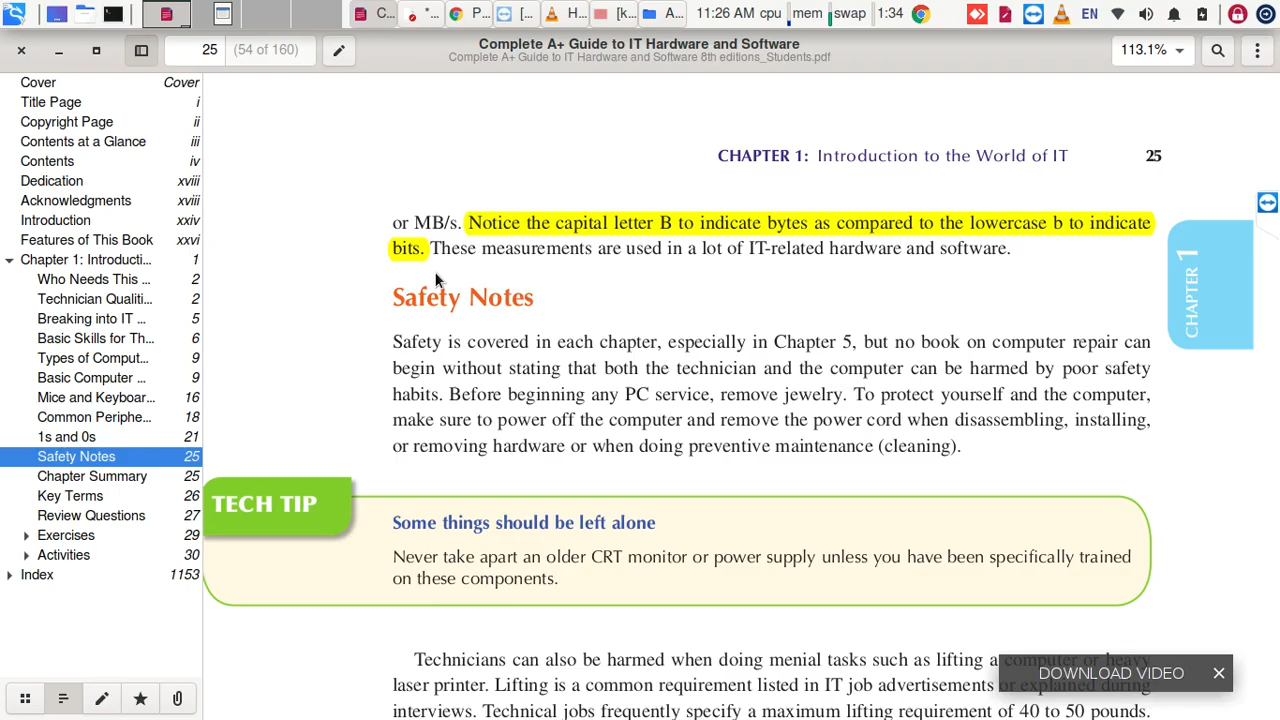 C...
*...
P...
[...
H...
[k...
A...
11:26 AM cpu
mem
swap
1:34
EN
25
(54 of 160)
Complete A+ Guide to IT Hardware and Software
Complete A+ Guide to IT Hardware and Software 8th editions_Students.pdf
113.1%
Cover Cover
Title Page i
Copyright Page ii
Contents at a Glance iii
Contents iv
Dedication xviii
Acknowledgments xviii
Introduction xxiv
Features of This Book xxvi
Chapter 1: Introducti... 1
Who Needs This ... 2
Technician Qualiti... 2
Breaking into IT ... 5
Basic Skills for Th... 6
Types of Comput... 9
Basic Computer ... 9
Mice and Keyboar... 16
Common Periphe... 18
1s and 0s 21
Safety Notes 25
Chapter Summary 25
Key Terms 26
Review Questions 27
Exercises 29
Activities 30
Index 1153
CHAPTER 1: Introduction to the World of IT 25
or MB/s. Notice the capital letter B to indicate bytes as compared to the lowercase b to indicate
bits. These measurements are used in a lot of IT-related hardware and software.
CHAPTER 1
Safety Notes
Safety is covered in each chapter, especially in Chapter 5, but no book on computer repair can
begin without stating that both the technician and the computer can be harmed by poor safety
habits. Before beginning any PC service, remove jewelry. To protect yourself and the computer,
make sure to power off the computer and remove the power cord when disassembling, installing,
or removing hardware or when doing preventive maintenance (cleaning).
TECH TIP
Some things should be left alone
Never take apart an older CRT monitor or power supply unless you have been specifically trained
on these components.
Technicians can also be harmed when doing menial tasks such as lifting a computer or heavy
laser printer. Lifting is a common requirement listed in IT job advertisements or explained during
interviews. Technical jobs frequently specify a maximum lifting requirement of 40 to 50 pounds.
DOWNLOAD VIDEO